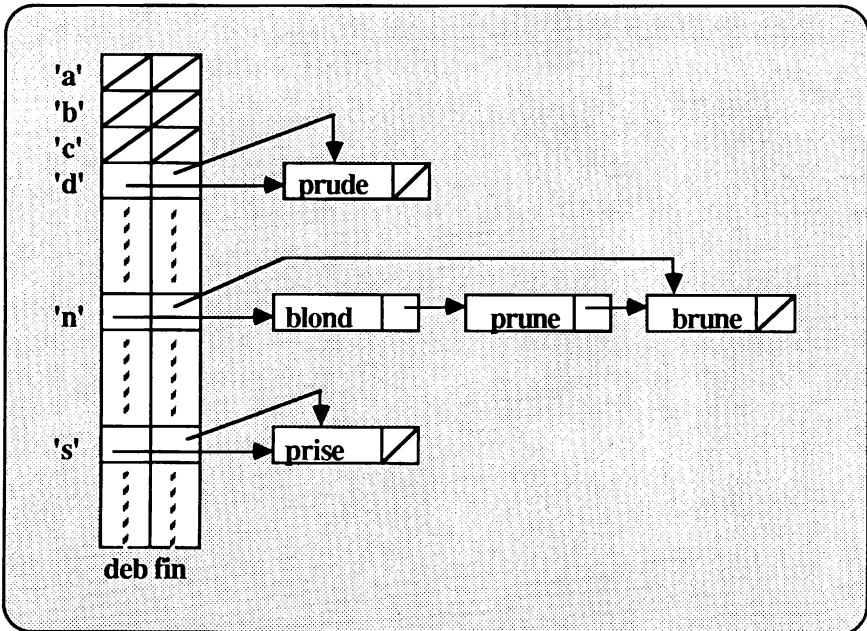 'a'
'b'
'c'
'd' prude
'n' blond prune brune
's' prise
deb fin